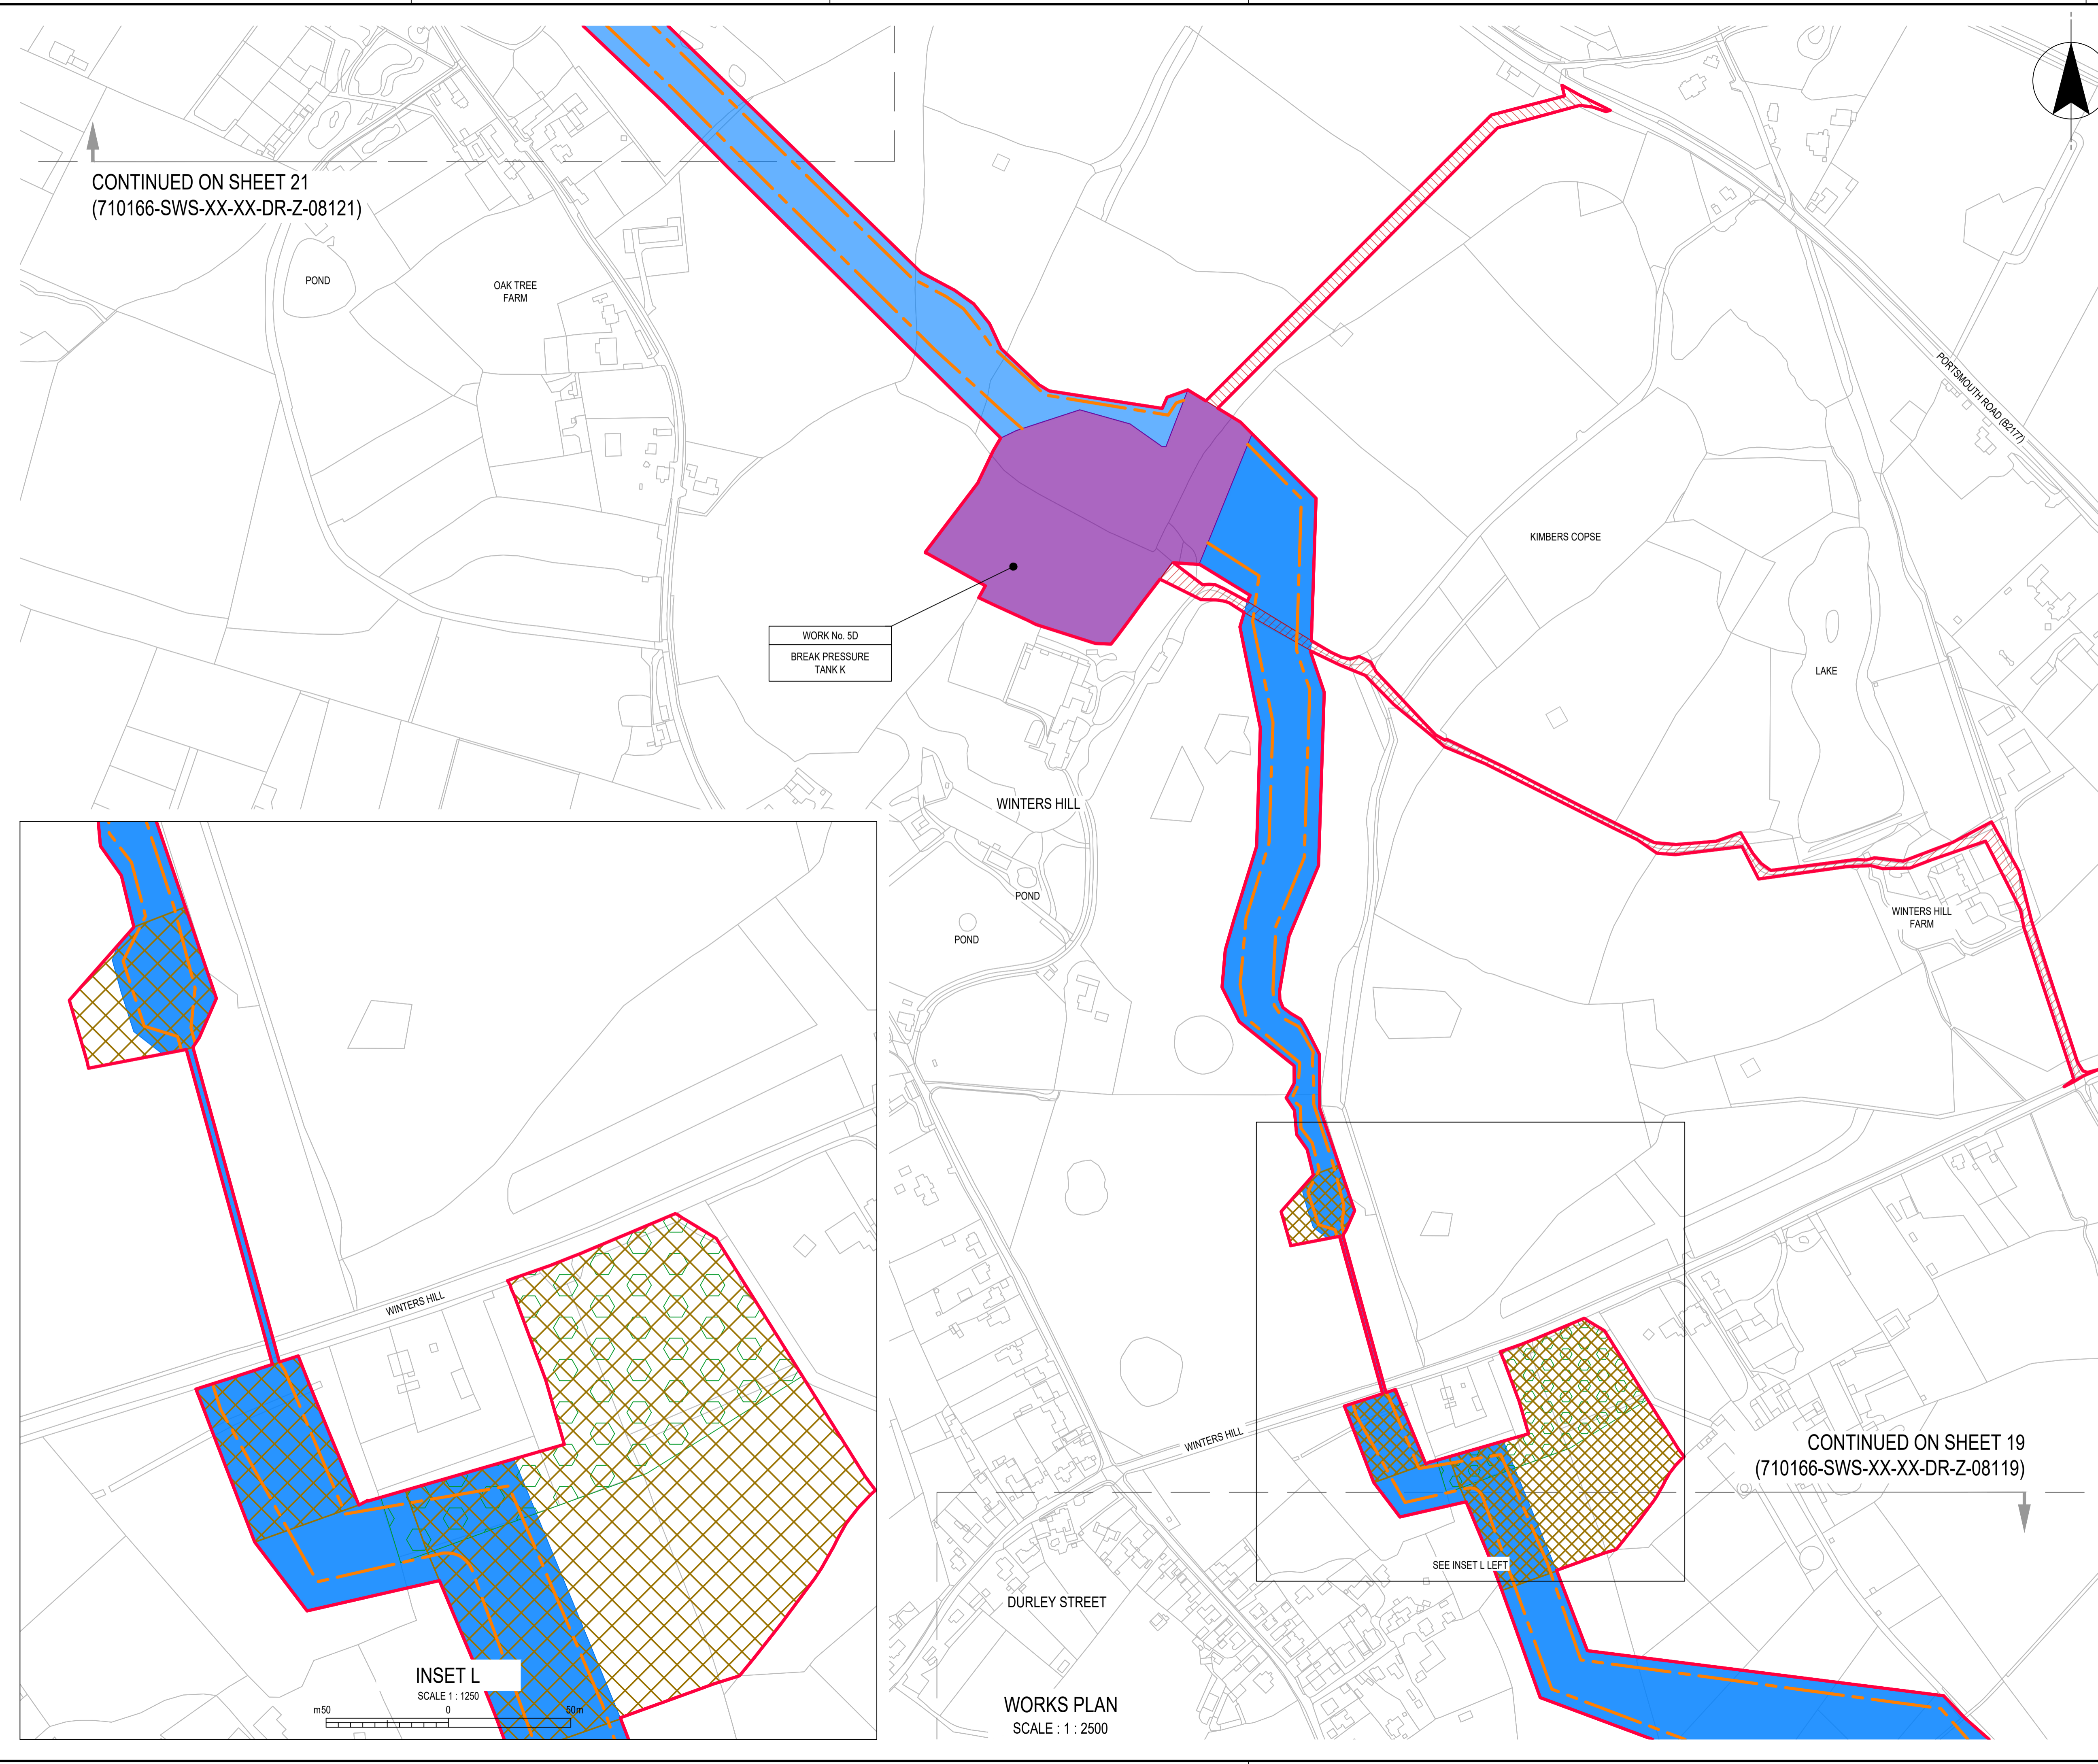 CONTINUED ON SHEET 21
(710166-SWS-XX-XX-DR-Z-08121)
POND
OAK TREE
FARM
PORTSMOUTH ROAD (B2177)
KIMBERS COPSE
WORK No. 5D
BREAK PRESSURE
TANK K
LAKE
WINTERS HILL
POND
POND
WINTERS HILL
FARM
WINTERS HILL
WINTERS HILL
CONTINUED ON SHEET 19
(710166-SWS-XX-XX-DR-Z-08119)
SEE INSET L LEFT
DURLEY STREET
INSET L
SCALE 1 : 1250
m50 0 50m
WORKS PLAN
SCALE : 1 : 2500